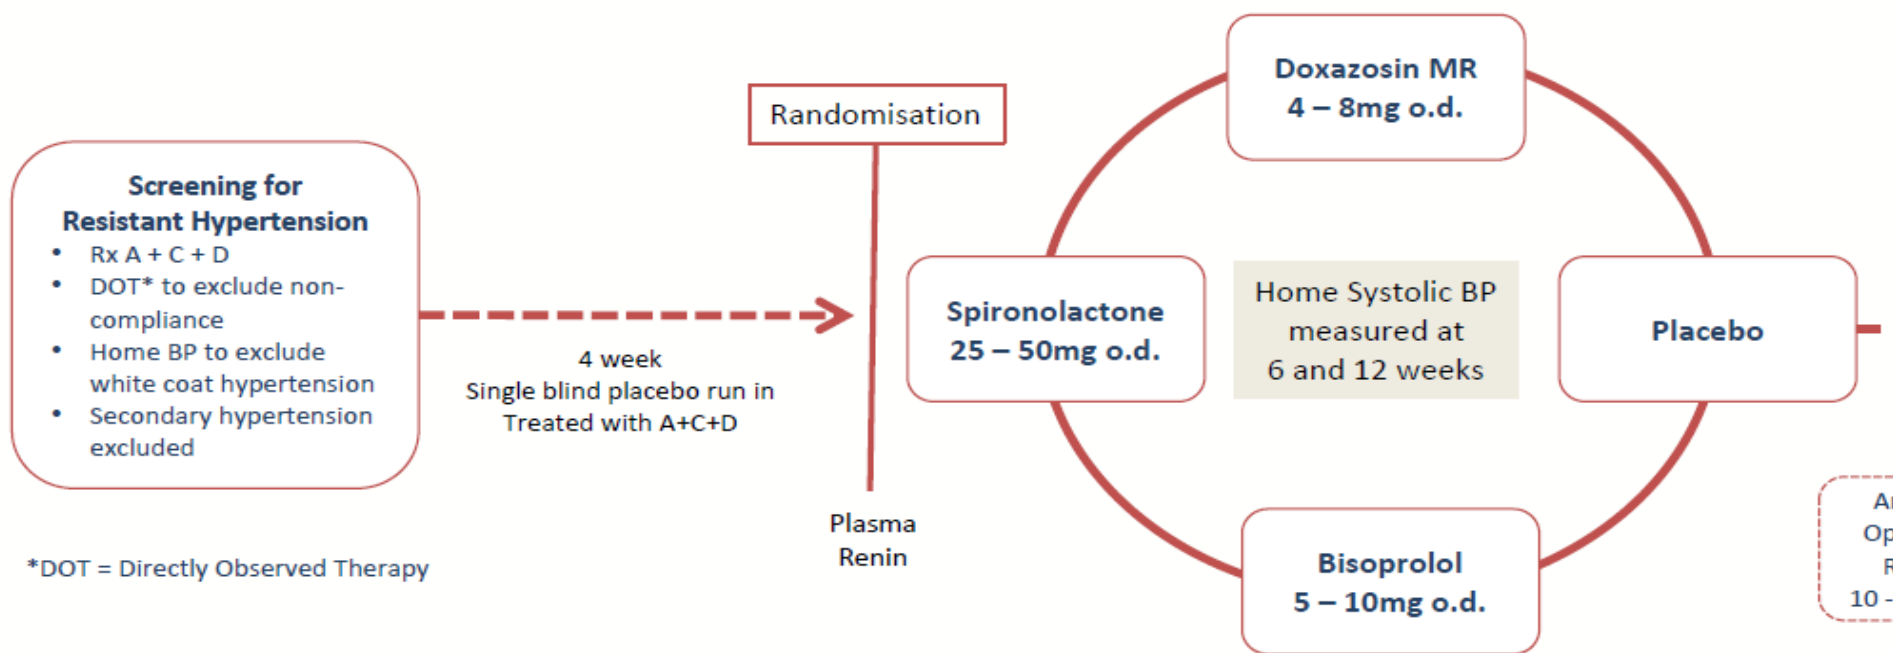 Screening for
Resistant Hypertension
• Rx A + C + D
• DOT* to exclude non-
compliance
• Home BP to exclude
white coat hypertension
• Secondary hypertension
excluded
*DOT = Directly Observed Therapy
4 week
Single blind placebo run in
Treated with A+C+D
Randomisation
Plasma
Renin
Doxazosin MR
4 – 8mg o.d.
Spironolactone
25 – 50mg o.d.
Home Systolic BP
measured at
6 and 12 weeks
Placebo
Bisoprolol
5 – 10mg o.d.
10 -